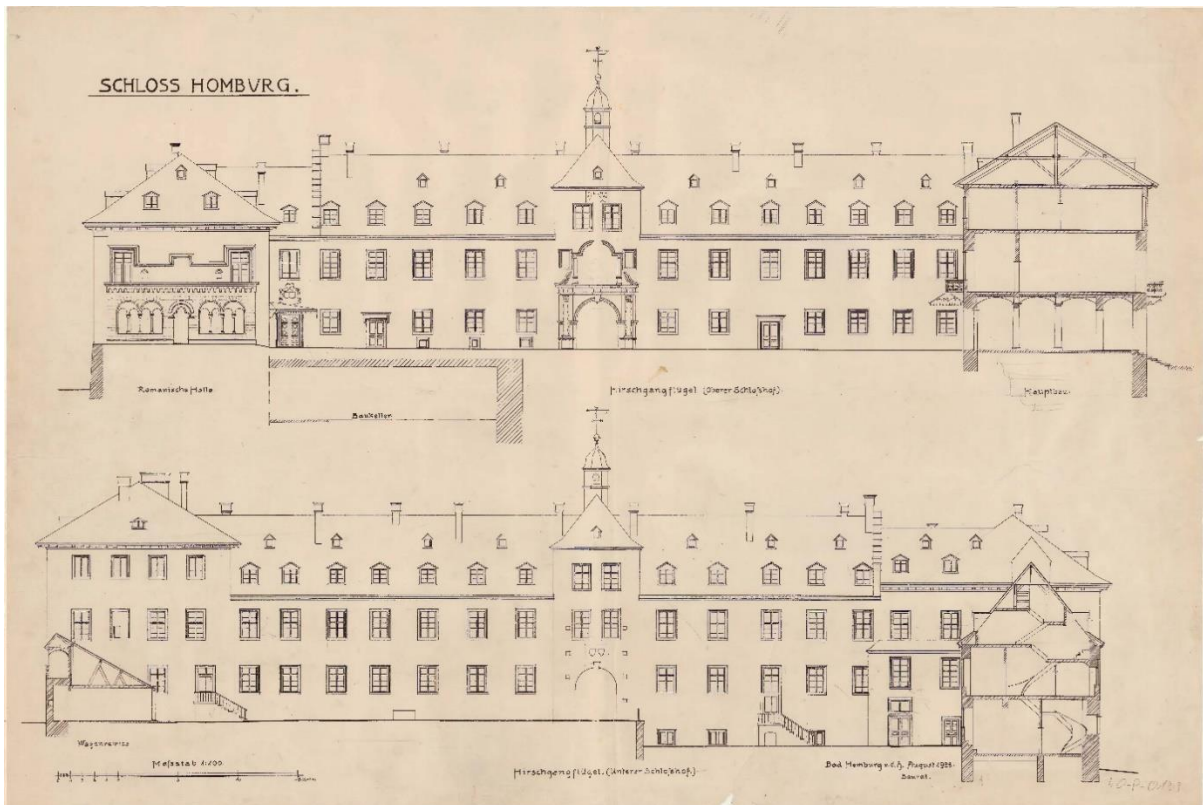 SCHLOSS HOMBVRG.
Romanische Halle
Baukeller
Hirschgangflügel (Oberer Schloßhof)
Hauptbau.
Wagenremise
Maßstab 1:100
Hirschgangflügel. (Unterer Schloßhof)
Bad Homburg v.d.H. August 19
Baurat.